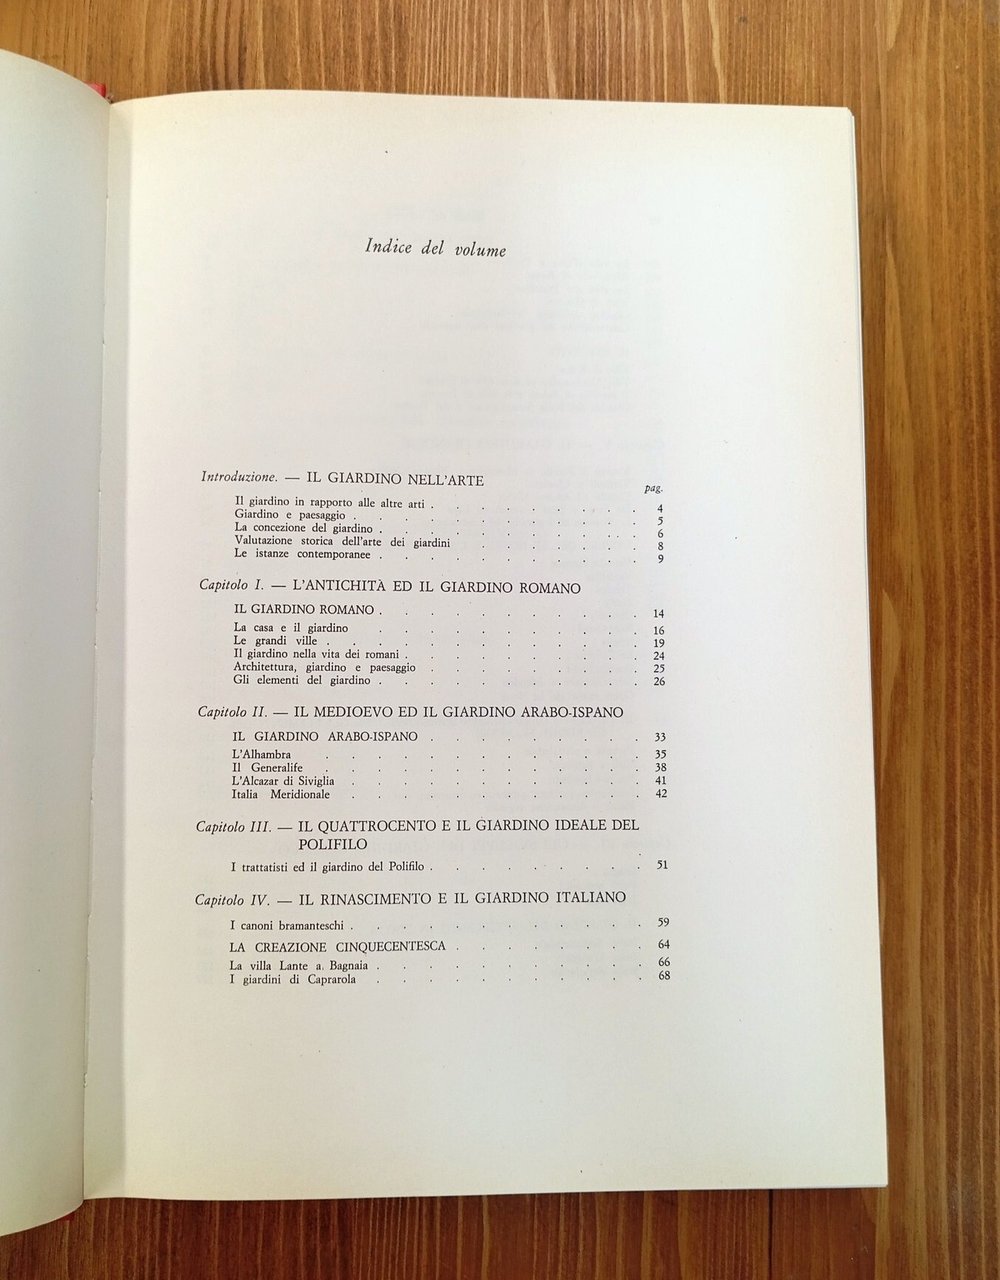 Indice del volume
Introduzione. — IL GIARDINO NELL'ARTE
pag.
Il giardino in rapporto alle altre arti . . . . . . . . . 4
Giardino e paesaggio . . . . . . . . . . . . 5
La concezione del giardino . . . . . . . . . . . 6
Valutazione storica dell'arte dei giardini . . . . . . . 8
Le istanze contemporanee . . . . . . . . . . . 9
Capitolo I. — L'ANTICHITÀ ED IL GIARDINO ROMANO
IL GIARDINO ROMANO . . . . . . . . . . . 14
La casa e il giardino . . . . . . . . . . . 16
Le grandi ville . . . . . . . . . . . . . 19
Il giardino nella vita dei romani . . . . . . . . . . 24
Architettura, giardino e paesaggio . . . . . . . . . 25
Gli elementi del giardino . . . . . . . . . . . 26
Capitolo II. — IL MEDIOEVO ED IL GIARDINO ARABO-ISPANO
IL GIARDINO ARABO-ISPANO . . . . . . . . . 33
L'Alhambra . . . . . . . . . . . . . 35
Il Generalife . . . . . . . . . . . . . 38
L'Alcazar di Siviglia . . . . . . . . . . . . 41
Italia Meridionale . . . . . . . . . . . . 42
Capitolo III. — IL QUATTROCENTO E IL GIARDINO IDEALE DEL
POLIFILO
I trattatisti ed il giardino del Polifilo . . . . . . . . . 51
Capitolo IV. — IL RINASCIMENTO E IL GIARDINO ITALIANO
I canoni bramanteschi . . . . . . . . . . . . 59
LA CREAZIONE CINQUECENTESCA . . . . . . . . 64
La villa Lante a Bagnaia . . . . . . . . . . . 66
I giardini di Caprarola . . . . . . . . . . . 68